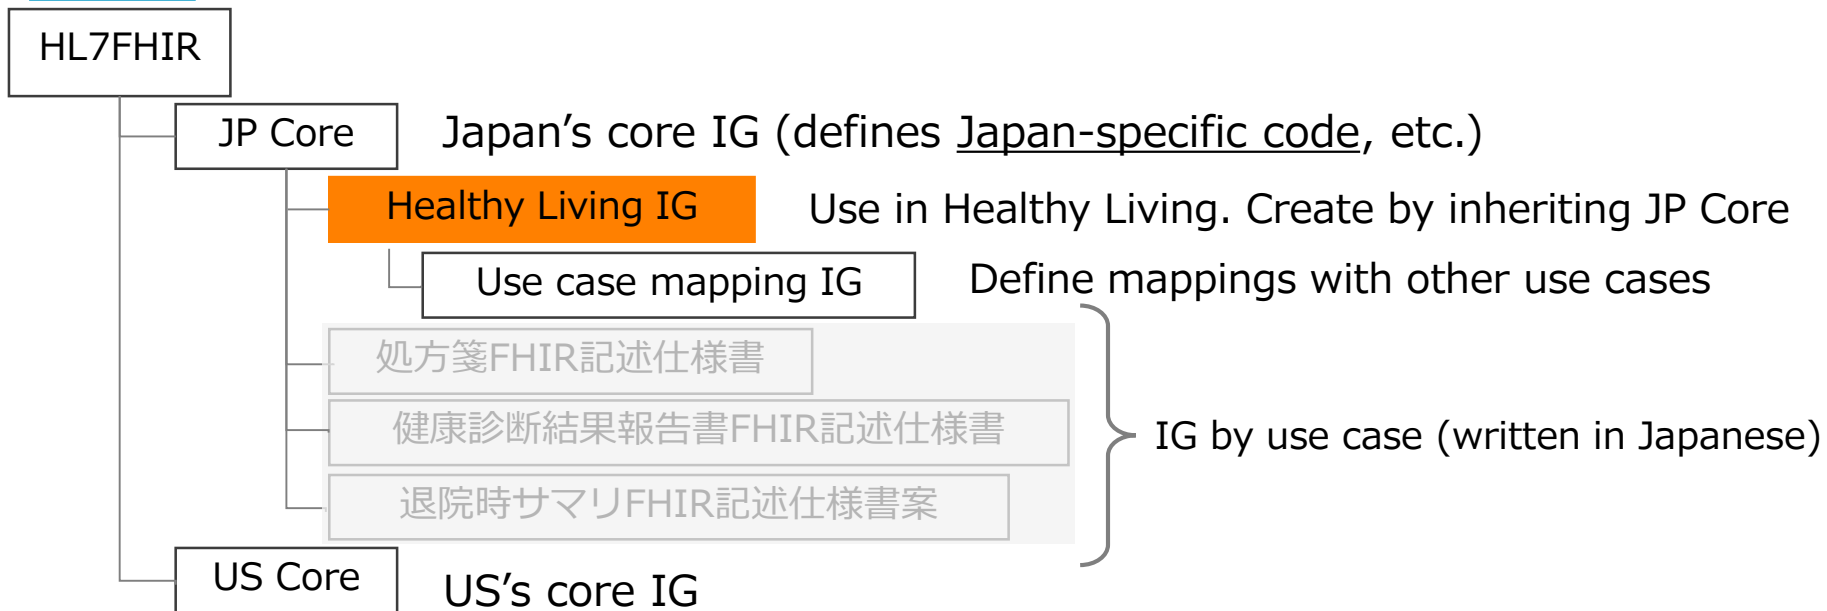 HL7FHIR
JP Core
Japan's core IG (defines Japan-specific code, etc.)
Healthy Living IG
Use in Healthy Living. Create by inheriting JP Core
Use case mapping IG
Define mappings with other use cases
処方箋FHIR記述仕様書
健康診断結果報告書FHIR記述仕様書
IG by use case (written in Japanese)
退院時サマリFHIR記述仕様書案
US Core
US's core IG